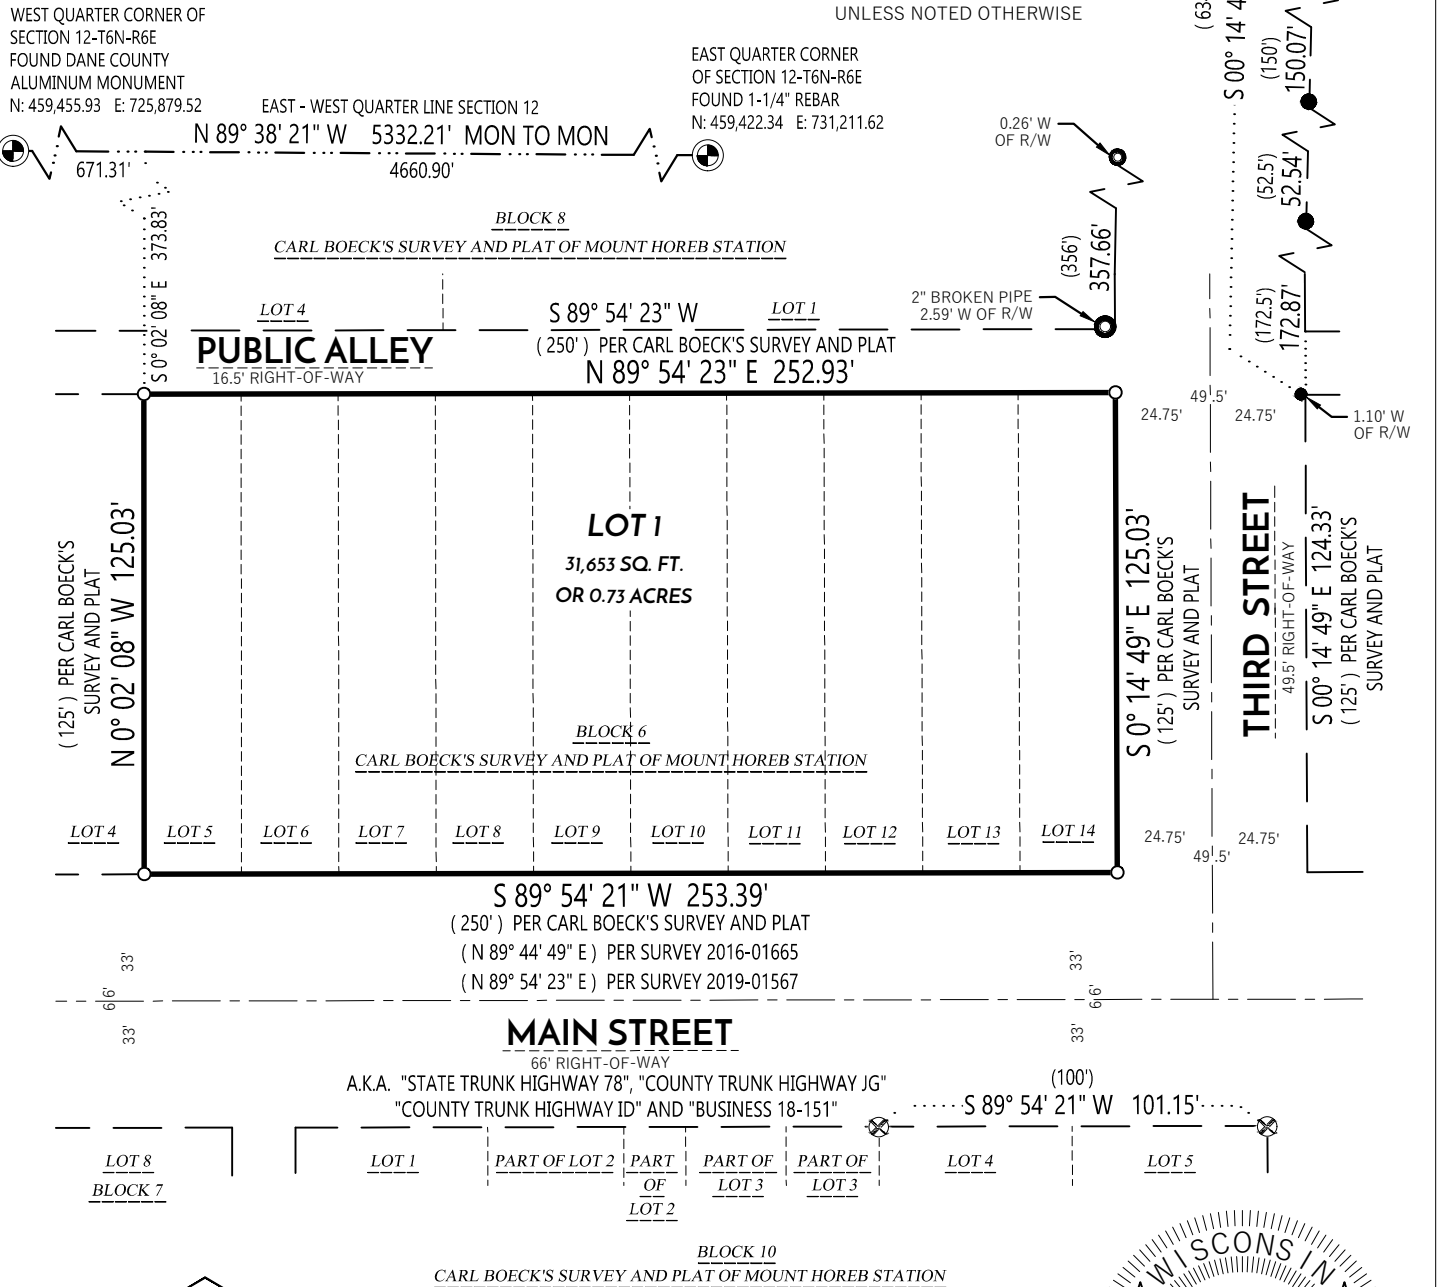 WEST QUARTER CORNER OF
SECTION 12-T6N-R6E
FOUND DANE COUNTY
ALUMINUM MONUMENT
N: 459,455.93 E: 725,879.52
UNLESS NOTED OTHERWISE
EAST QUARTER CORNER
OF SECTION 12-T6N-R6E
FOUND 1-1/4" REBAR
N: 459,422.34 E: 731,211.62
EAST - WEST QUARTER LINE SECTION 12
N 89° 38' 21" W 5332.21' MON TO MON
671.31'
4660.90'
S 0° 02' 08" E 373.83'
0.26' W
OF R/W
(356')
357.66'
2" BROKEN PIPE
2.59' W OF R/W
S 00° 14' 4
(150')
150.07'
(52.5')
52.54'
(172.5')
172.87'
BLOCK 8
CARL BOECK'S SURVEY AND PLAT OF MOUNT HOREB STATION
LOT 4
S 89° 54' 23" W
LOT 1
PUBLIC ALLEY
16.5' RIGHT-OF-WAY
( 250' ) PER CARL BOECK'S SURVEY AND PLAT
N 89° 54' 23" E 252.93'
49.5'
24.75'
24.75'
1.10' W
OF R/W
( 125' ) PER CARL BOECK'S
SURVEY AND PLAT
N 0° 02' 08" W 125.03'
LOT 1
31,653 SQ. FT.
OR 0.73 ACRES
S 0° 14' 49" E 125.03'
(125' ) PER CARL BOECK'S
SURVEY AND PLAT
THIRD STREET
49.5' RIGHT-OF-WAY
S 00° 14' 49" E 124.33'
( 125' ) PER CARL BOECK'S
SURVEY AND PLAT
BLOCK 6
CARL BOECK'S SURVEY AND PLAT OF MOUNT HOREB STATION
LOT 4
LOT 5
LOT 6
LOT 7
LOT 8
LOT 9
LOT 10
LOT 11
LOT 12
LOT 13
LOT 14
24.75'
24.75'
49.5'
S 89° 54' 21" W 253.39'
( 250' ) PER CARL BOECK'S SURVEY AND PLAT
( N 89° 44' 49" E ) PER SURVEY 2016-01665
( N 89° 54' 23" E ) PER SURVEY 2019-01567
33'
66'
33'
33'
66'
33'
MAIN STREET
66' RIGHT-OF-WAY
A.K.A. "STATE TRUNK HIGHWAY 78", "COUNTY TRUNK HIGHWAY JG"
"COUNTY TRUNK HIGHWAY ID" AND "BUSINESS 18-151"
(100')
S 89° 54' 21" W 101.15'
LOT 8
BLOCK 7
LOT 1
PART OF LOT 2
PART
OF
LOT 2
PART OF
LOT 3
PART OF
LOT 3
LOT 4
LOT 5
BLOCK 10
CARL BOECK'S SURVEY AND PLAT OF MOUNT HOREB STATION
WISCONSIN